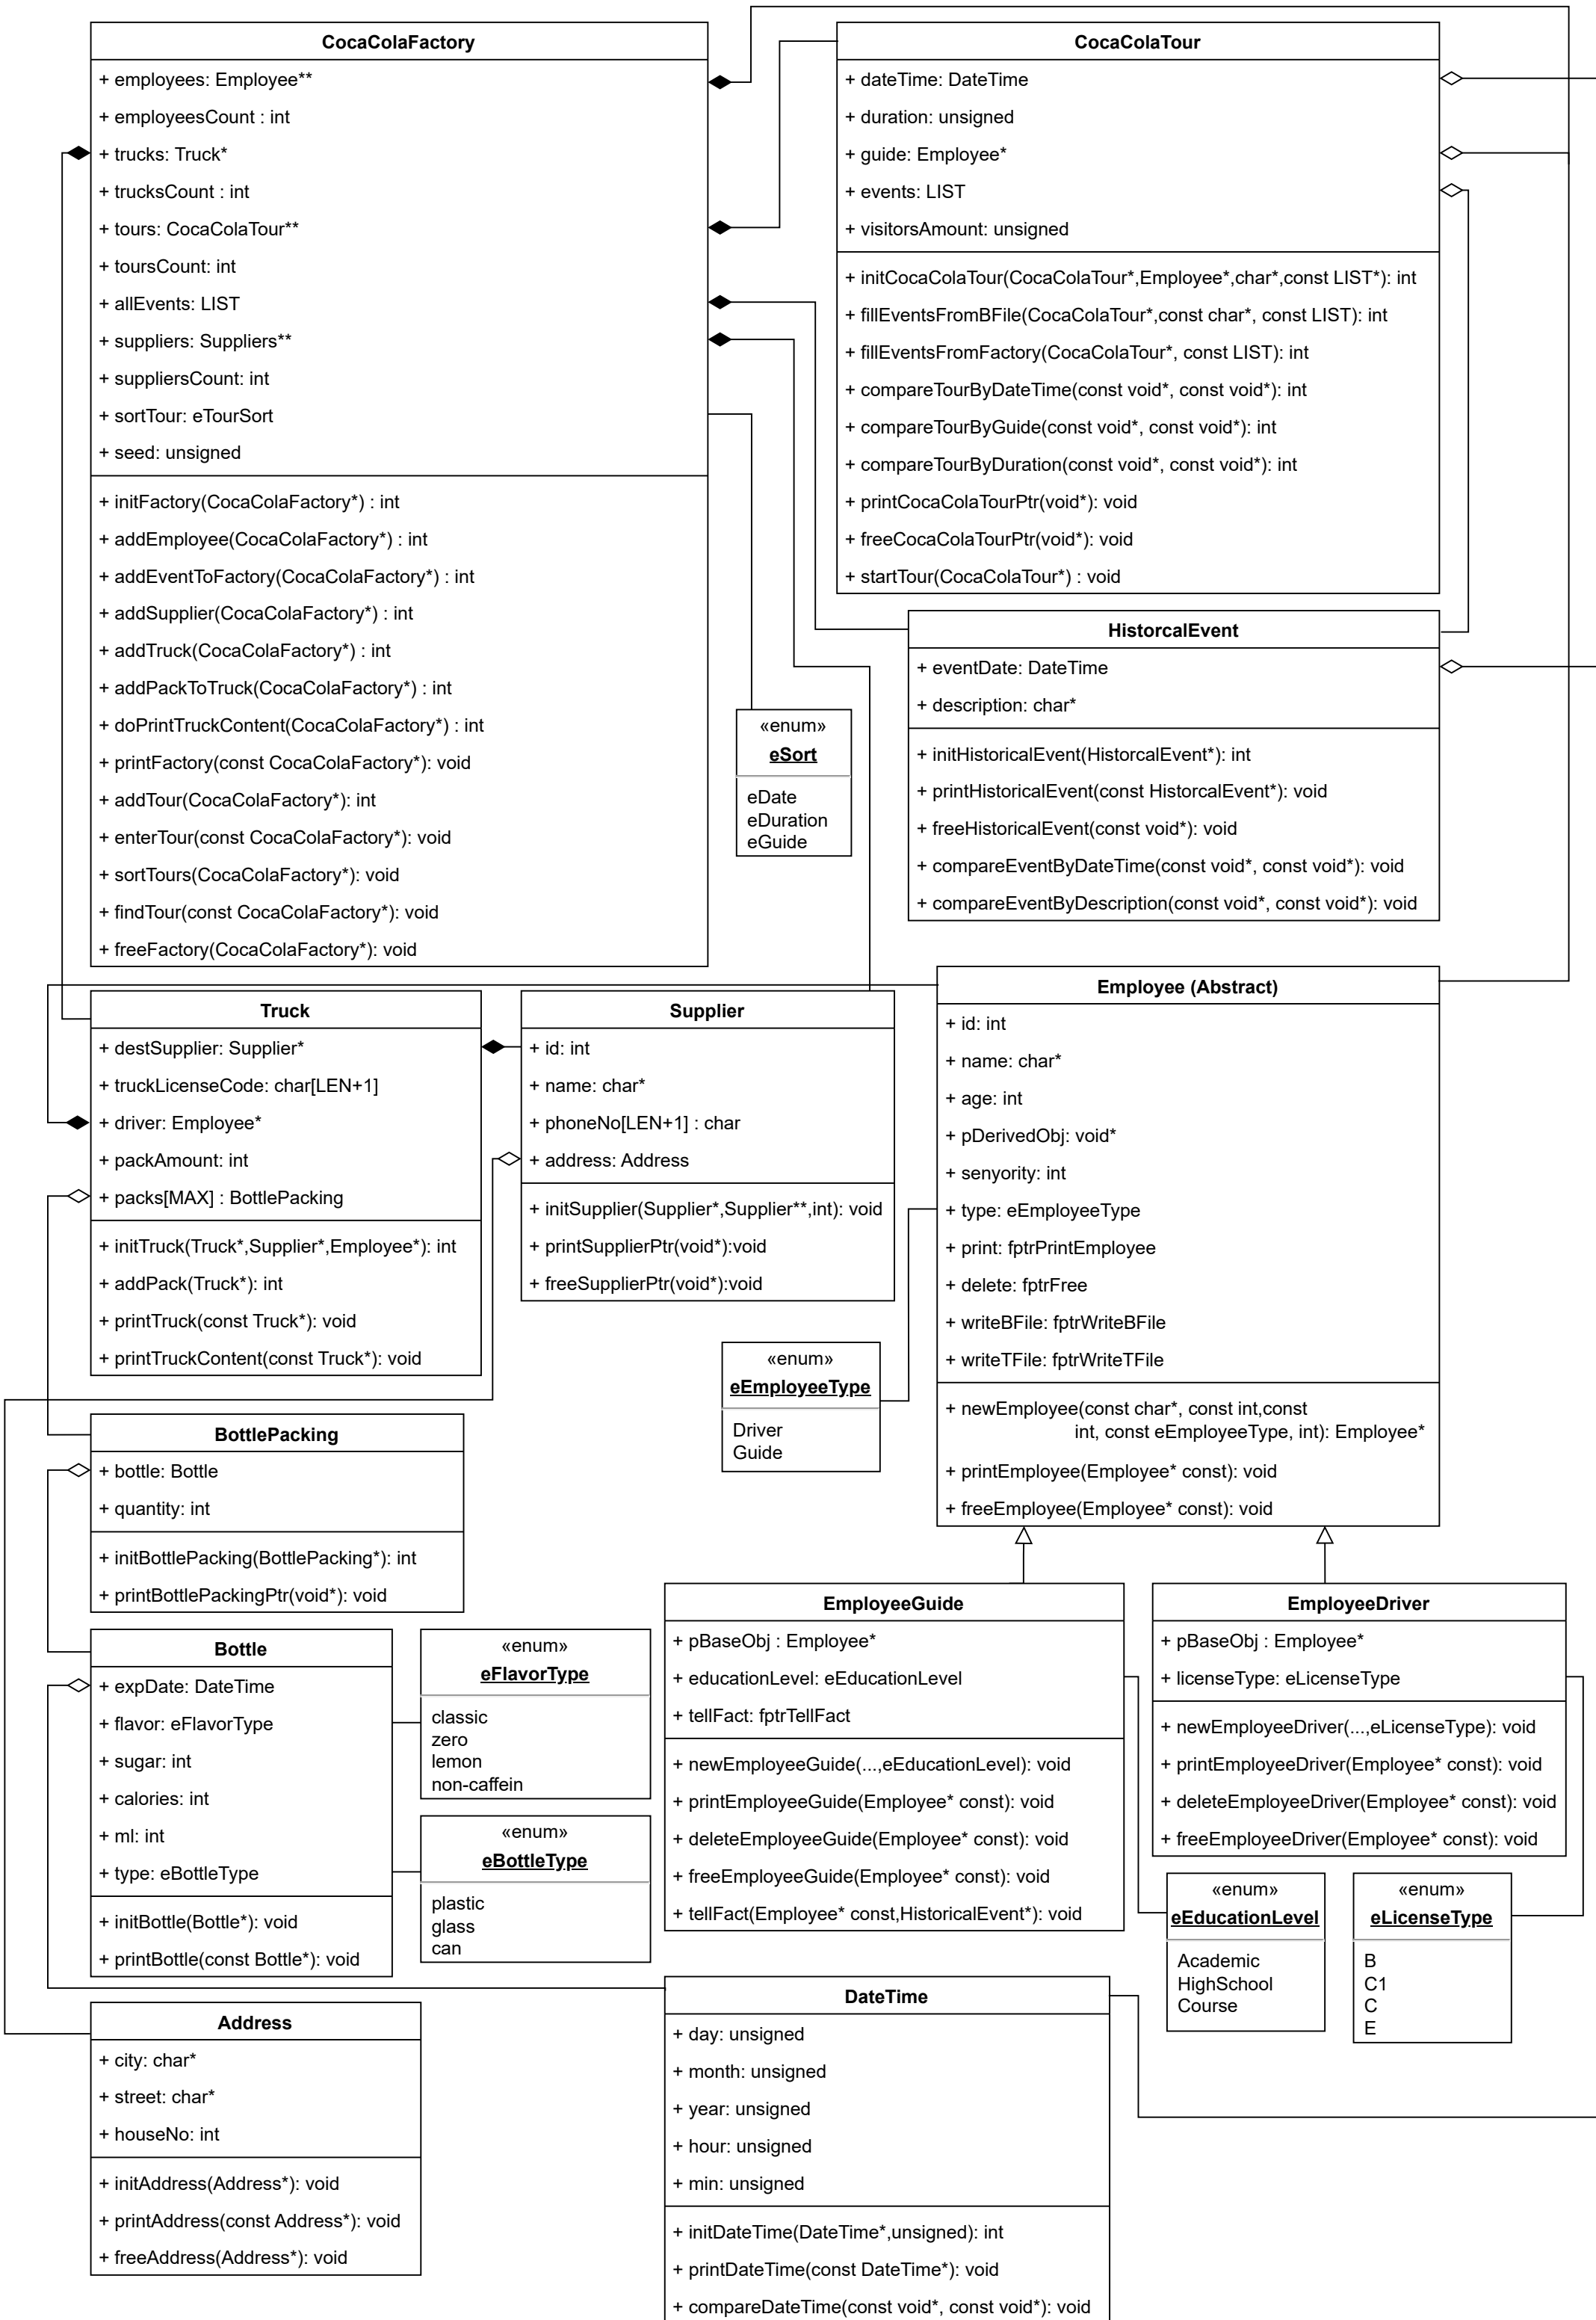 CocaColaFactory
+ employees: Employee**
+ employeesCount : int
+ trucks: Truck*
+ trucksCount : int
+ tours: CocaColaTour**
+ toursCount: int
+ allEvents: LIST
+ suppliers: Suppliers**
+ suppliersCount: int
+ sortTour: eTourSort
+ seed: unsigned
+ initFactory(CocaColaFactory*) : int
+ addEmployee(CocaColaFactory*) : int
+ addEventToFactory(CocaColaFactory*) : int
+ addSupplier(CocaColaFactory*) : int
+ addTruck(CocaColaFactory*) : int
+ addPackToTruck(CocaColaFactory*) : int
+ doPrintTruckContent(CocaColaFactory*) : int
+ printFactory(const CocaColaFactory*): void
+ addTour(CocaColaFactory*): int
+ enterTour(const CocaColaFactory*): void
+ sortTours(CocaColaFactory*): void
+ findTour(const CocaColaFactory*): void
+ freeFactory(CocaColaFactory*): void
CocaColaTour
+ dateTime: DateTime
+ duration: unsigned
+ guide: Employee*
+ events: LIST
+ visitorsAmount: unsigned
+ initCocaColaTour(CocaColaTour*,Employee*,char*,const LIST*): int
+ fillEventsFromBFile(CocaColaTour*,const char*, const LIST): int
+ fillEventsFromFactory(CocaColaTour*, const LIST): int
+ compareTourByDateTime(const void*, const void*): int
+ compareTourByGuide(const void*, const void*): int
+ compareTourByDuration(const void*, const void*): int
+ printCocaColaTourPtr(void*): void
+ freeCocaColaTourPtr(void*): void
+ startTour(CocaColaTour*) : void
HistorcalEvent
+ eventDate: DateTime
+ description: char*
+ initHistoricalEvent(HistorcalEvent*): int
+ printHistoricalEvent(const HistorcalEvent*): void
+ freeHistoricalEvent(const void*): void
+ compareEventByDateTime(const void*, const void*): void
+ compareEventByDescription(const void*, const void*): void
«enum»
eSort
eDate
eDuration
eGuide
Truck
+ destSupplier: Supplier*
+ truckLicenseCode: char[LEN+1]
+ driver: Employee*
+ packAmount: int
+ packs[MAX] : BottlePacking
+ initTruck(Truck*,Supplier*,Employee*): int
+ addPack(Truck*): int
+ printTruck(const Truck*): void
+ printTruckContent(const Truck*): void
Supplier
+ id: int
+ name: char*
+ phoneNo[LEN+1] : char
+ address: Address
+ initSupplier(Supplier*,Supplier**,int): void
+ printSupplierPtr(void*):void
+ freeSupplierPtr(void*):void
Employee (Abstract)
+ id: int
+ name: char*
+ age: int
+ pDerivedObj: void*
+ senyority: int
+ type: eEmployeeType
+ print: fptrPrintEmployee
+ delete: fptrFree
+ writeBFile: fptrWriteBFile
+ writeTFile: fptrWriteTFile
+ newEmployee(const char*, const int,const
int, const eEmployeeType, int): Employee*
+ printEmployee(Employee* const): void
+ freeEmployee(Employee* const): void
«enum»
eEmployeeType
Driver
Guide
BottlePacking
+ bottle: Bottle
+ quantity: int
+ initBottlePacking(BottlePacking*): int
+ printBottlePackingPtr(void*): void
Bottle
+ expDate: DateTime
+ flavor: eFlavorType
+ sugar: int
+ calories: int
+ ml: int
+ type: eBottleType
+ initBottle(Bottle*): void
+ printBottle(const Bottle*): void
«enum»
eFlavorType
classic
zero
lemon
non-caffein
«enum»
eBottleType
plastic
glass
can
EmployeeGuide
+ pBaseObj : Employee*
+ educationLevel: eEducationLevel
+ tellFact: fptrTellFact
+ newEmployeeGuide(...,eEducationLevel): void
+ printEmployeeGuide(Employee* const): void
+ deleteEmployeeGuide(Employee* const): void
+ freeEmployeeGuide(Employee* const): void
+ tellFact(Employee* const,HistoricalEvent*): void
EmployeeDriver
+ pBaseObj : Employee*
+ licenseType: eLicenseType
+ newEmployeeDriver(...,eLicenseType): void
+ printEmployeeDriver(Employee* const): void
+ deleteEmployeeDriver(Employee* const): void
+ freeEmployeeDriver(Employee* const): void
«enum»
eEducationLevel
Academic
HighSchool
Course
«enum»
eLicenseType
B
C1
C
E
Address
+ city: char*
+ street: char*
+ houseNo: int
+ initAddress(Address*): void
+ printAddress(const Address*): void
+ freeAddress(Address*): void
DateTime
+ day: unsigned
+ month: unsigned
+ year: unsigned
+ hour: unsigned
+ min: unsigned
+ initDateTime(DateTime*,unsigned): int
+ printDateTime(const DateTime*): void
+ compareDateTime(const void*, const void*): void